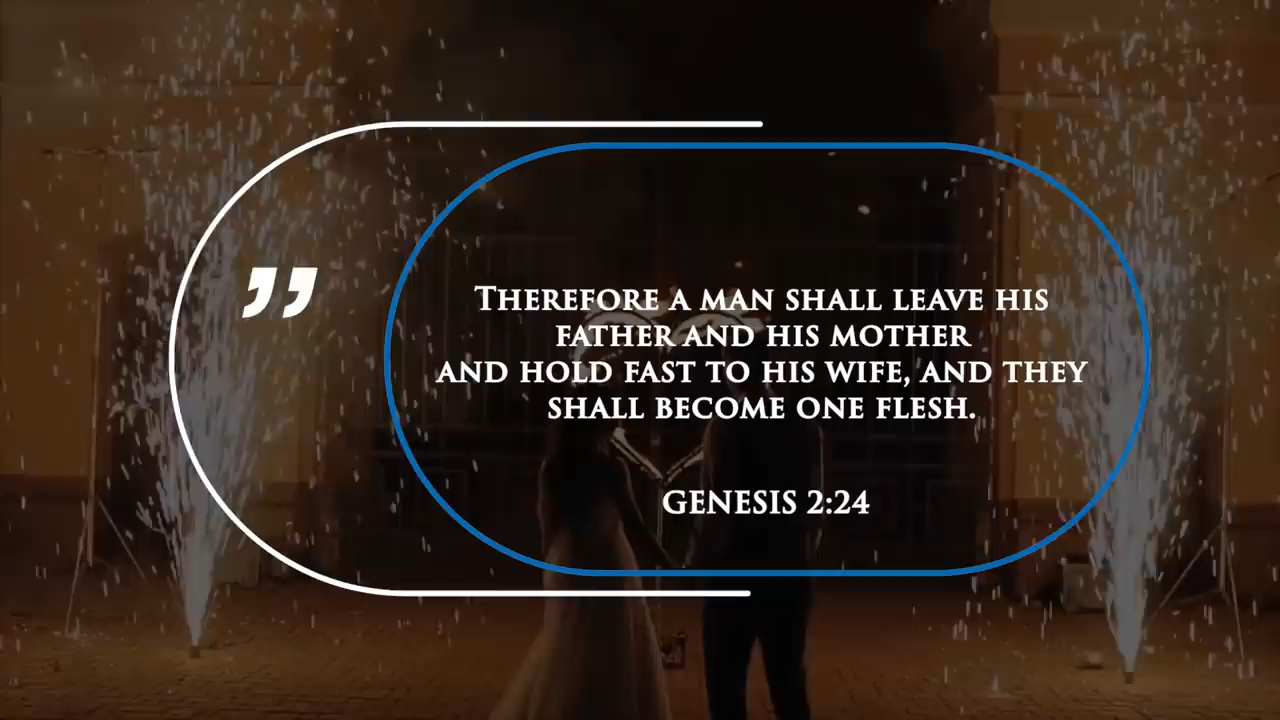 ”
THEREFORE A MAN SHALL LEAVE HIS
FATHER AND HIS MOTHER
AND HOLD FAST TO HIS WIFE, AND THEY
SHALL BECOME ONE FLESH.
GENESIS 2:24